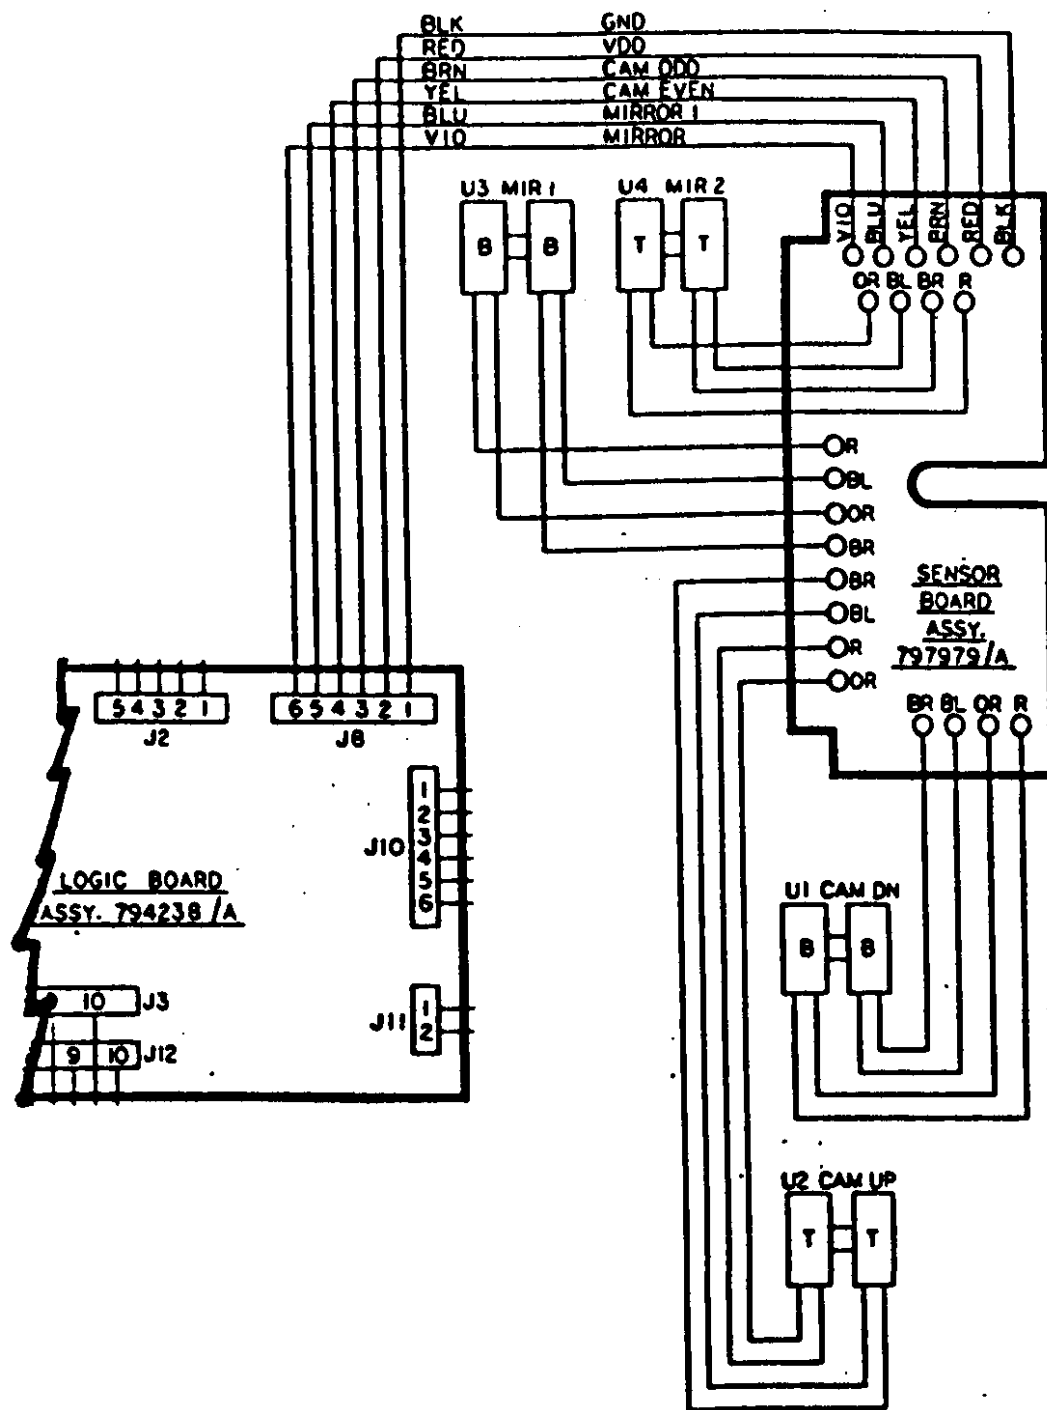 BLK GND
RED VDD
BRN CAM ODD
YEL CAM EVEN
BLU MIRROR 1
VIO MIRROR
U3 MIR 1
U4 MIR 2
B B
T T
VIO BLU YEL BRN RED BLK
OR BL BR R
R
BL
OR
BR
BR
BL
R
OR
SENSOR
BOARD
ASSY.
797979/A
BR BL OR R
5 4 3 2 1
J2
6 5 4 3 2 1
J8
J10
1
2
3
4
5
6
LOGIC BOARD
ASSY. 794238/A
10 J3
9 10 J12
J11
1
2
U1 CAM DN
B B
U2 CAM UP
T T